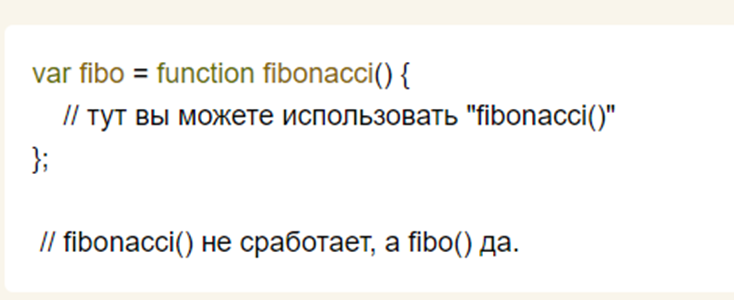 var fibo = function fibonacci() {
// тут вы можете использовать "fibonacci()"
};
// fibonacci() не сработает, а fibo() да.